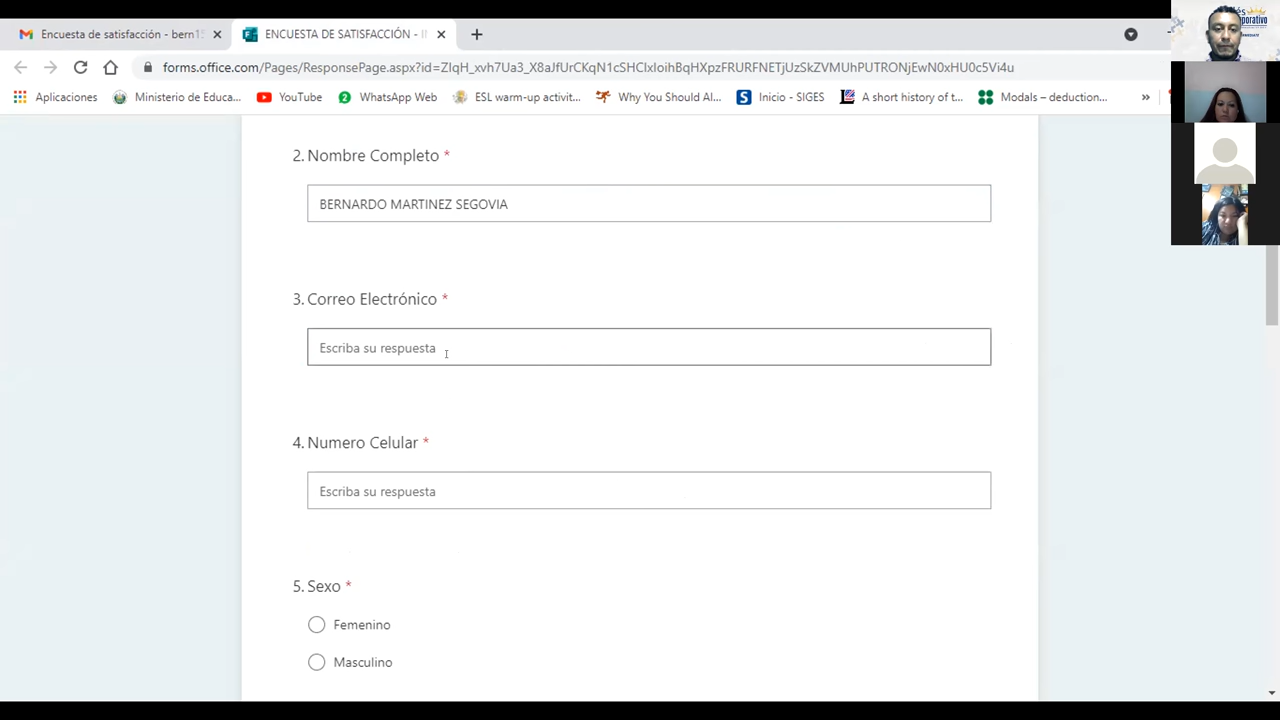 Encuesta de satisfacción - bern15
ENCUESTA DE SATISFACCIÓN - I
forms.office.com/Pages/ResponsePage.aspx?id=ZIqH_xvh7Ua3_X8afUrCKqN1cSHClxIoihBqHXpzFRURFNETjUzSkZVMUhPUTRONjEwN0xHU0c5Vi4u
Aplicaciones
Ministerio de Educa...
YouTube
WhatsApp Web
ESL warm-up activit...
Why You Should Al...
Inicio - SIGES
A short history of t...
Modals – deduction...
»
2. Nombre Completo *
BERNARDO MARTINEZ SEGOVIA
3. Correo Electrónico *
Escriba su respuesta
4. Numero Celular *
Escriba su respuesta
5. Sexo *
Femenino
Masculino